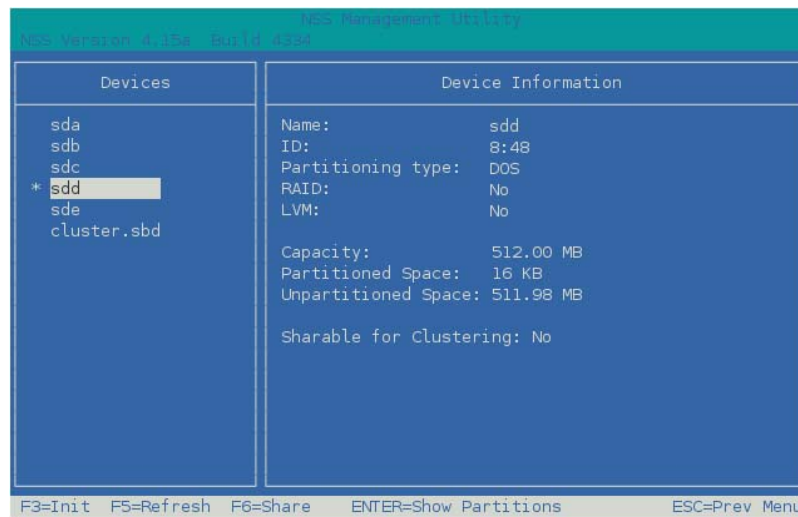 NSS Management Utility
NSS Version 4.15a Build 4334
Devices
sda
sdb
sdc
* sdd
sde
cluster.sbd
Device Information
Name: sdd
ID: 8:48
Partitioning type: DOS
RAID: No
LVM: No
Capacity: 512.00 MB
Partitioned Space: 16 KB
Unpartitioned Space: 511.98 MB
Sharable for Clustering: No
F3=Init F5=Refresh F6=Share ENTER=Show Partitions ESC=Prev Menu